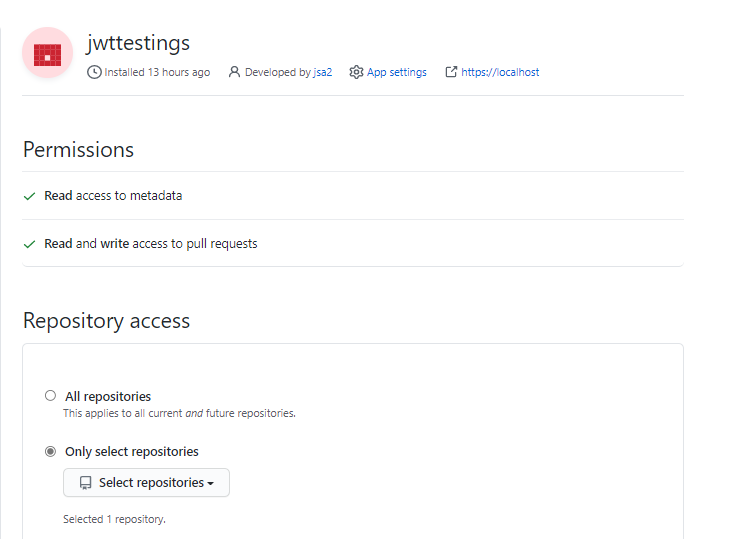 jwttestings
Installed 13 hours ago Developed by jsa2 App settings https://localhost
Permissions
Read access to metadata
Read and write access to pull requests
Repository access
All repositories
This applies to all current and future repositories.
Only select repositories
Select repositories
Selected 1 repository.